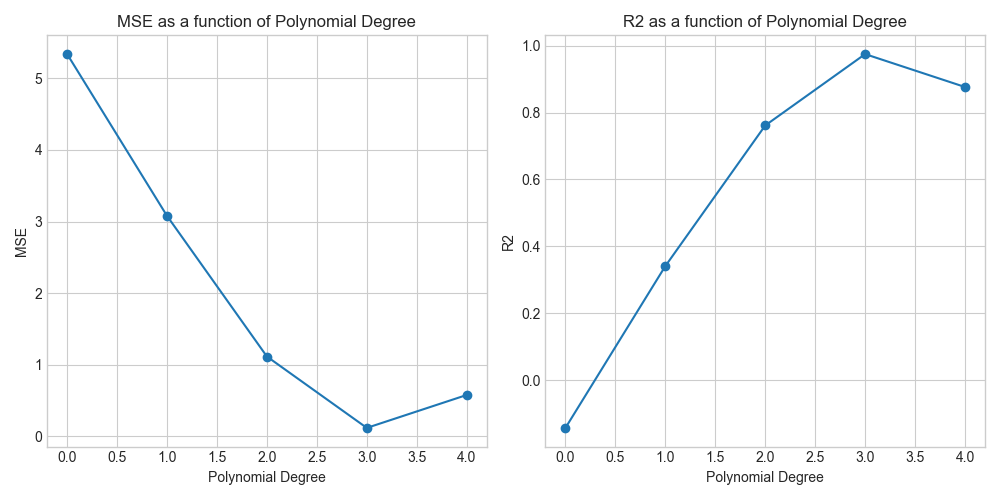 MSE as a function of Polynomial Degree
5
4
3
2
1
0
MSE
0.0 0.5 1.0 1.5 2.0 2.5 3.0 3.5 4.0
Polynomial Degree
R2 as a function of Polynomial Degree
1.0
0.8
0.6
0.4
0.2
0.0
R2
0.0 0.5 1.0 1.5 2.0 2.5 3.0 3.5 4.0
Polynomial Degree